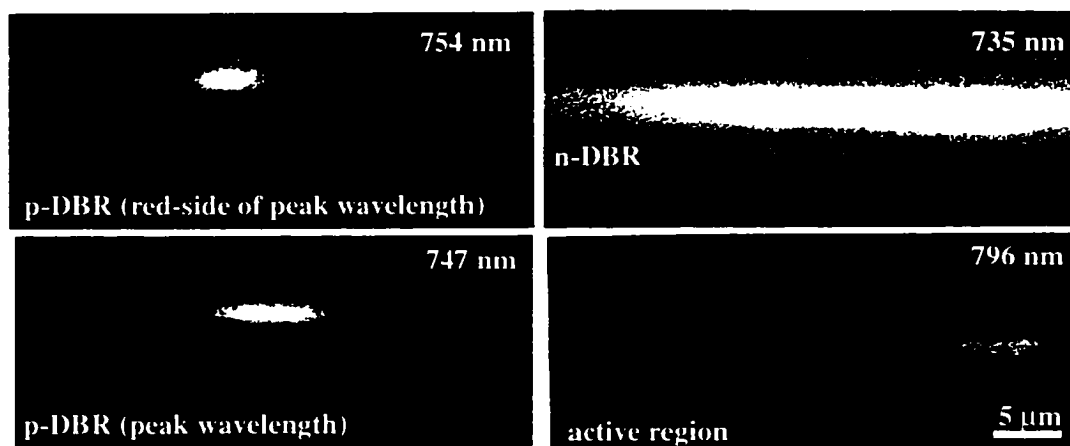 754 nm
p-DBR (red-side of peak wavelength)
735 nm
n-DBR
747 nm
p-DBR (peak wavelength)
796 nm
active region
5 μm